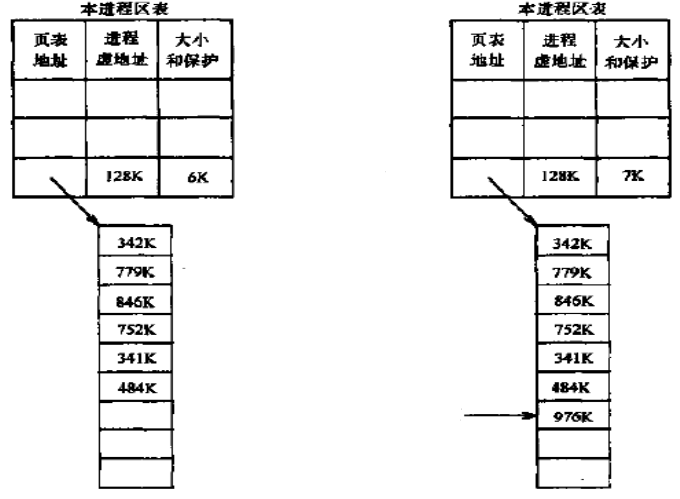 本进程区表
页表地址 进程虚地址 大小和保护
128K 6K
342K
779K
846K
752K
341K
484K
本进程区表
页表地址 进程虚地址 大小和保护
128K 7K
342K
779K
846K
752K
341K
484K
976K